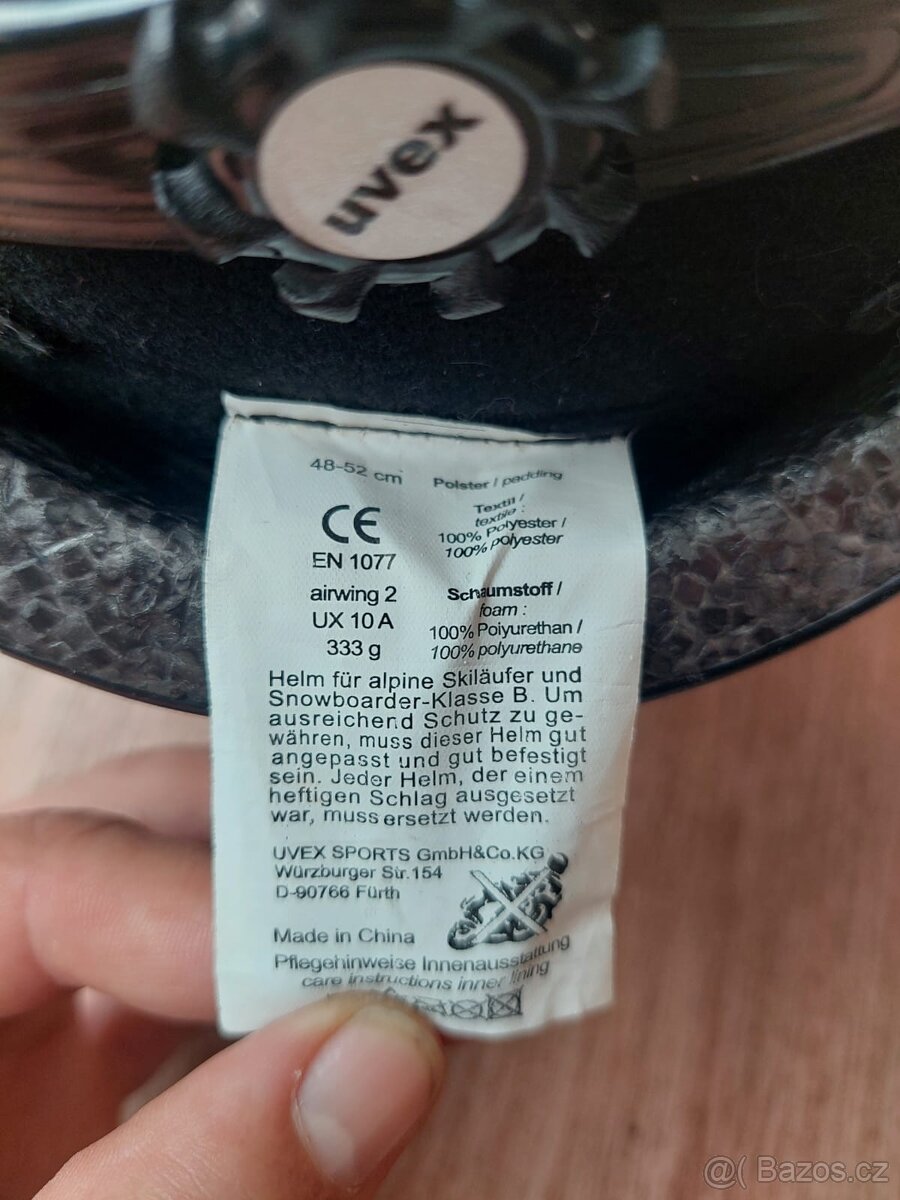 uvex
48-52 cm
CE
EN 1077
airwing 2
UX 10 A
333 g
Polster / padding
Textil /
textile :
100% Polyester /
100% polyester
Schaumstoff /
foam :
100% Polyurethan /
100% polyurethane
Helm für alpine Skiläufer und
Snowboarder-Klasse B. Um
ausreichend Schutz zu ge-
währen, muss dieser Helm gut
angepasst und gut befestigt
sein. Jeder Helm, der einem
heftigen Schlag ausgesetzt
war, muss ersetzt werden.
UVEX SPORTS GmbH&Co.KG
Würzburger Str.154
D-90766 Fürth
Made in China
Pflegehinweise Innenausstattung
care instructions inner lining
@( Bazos.cz